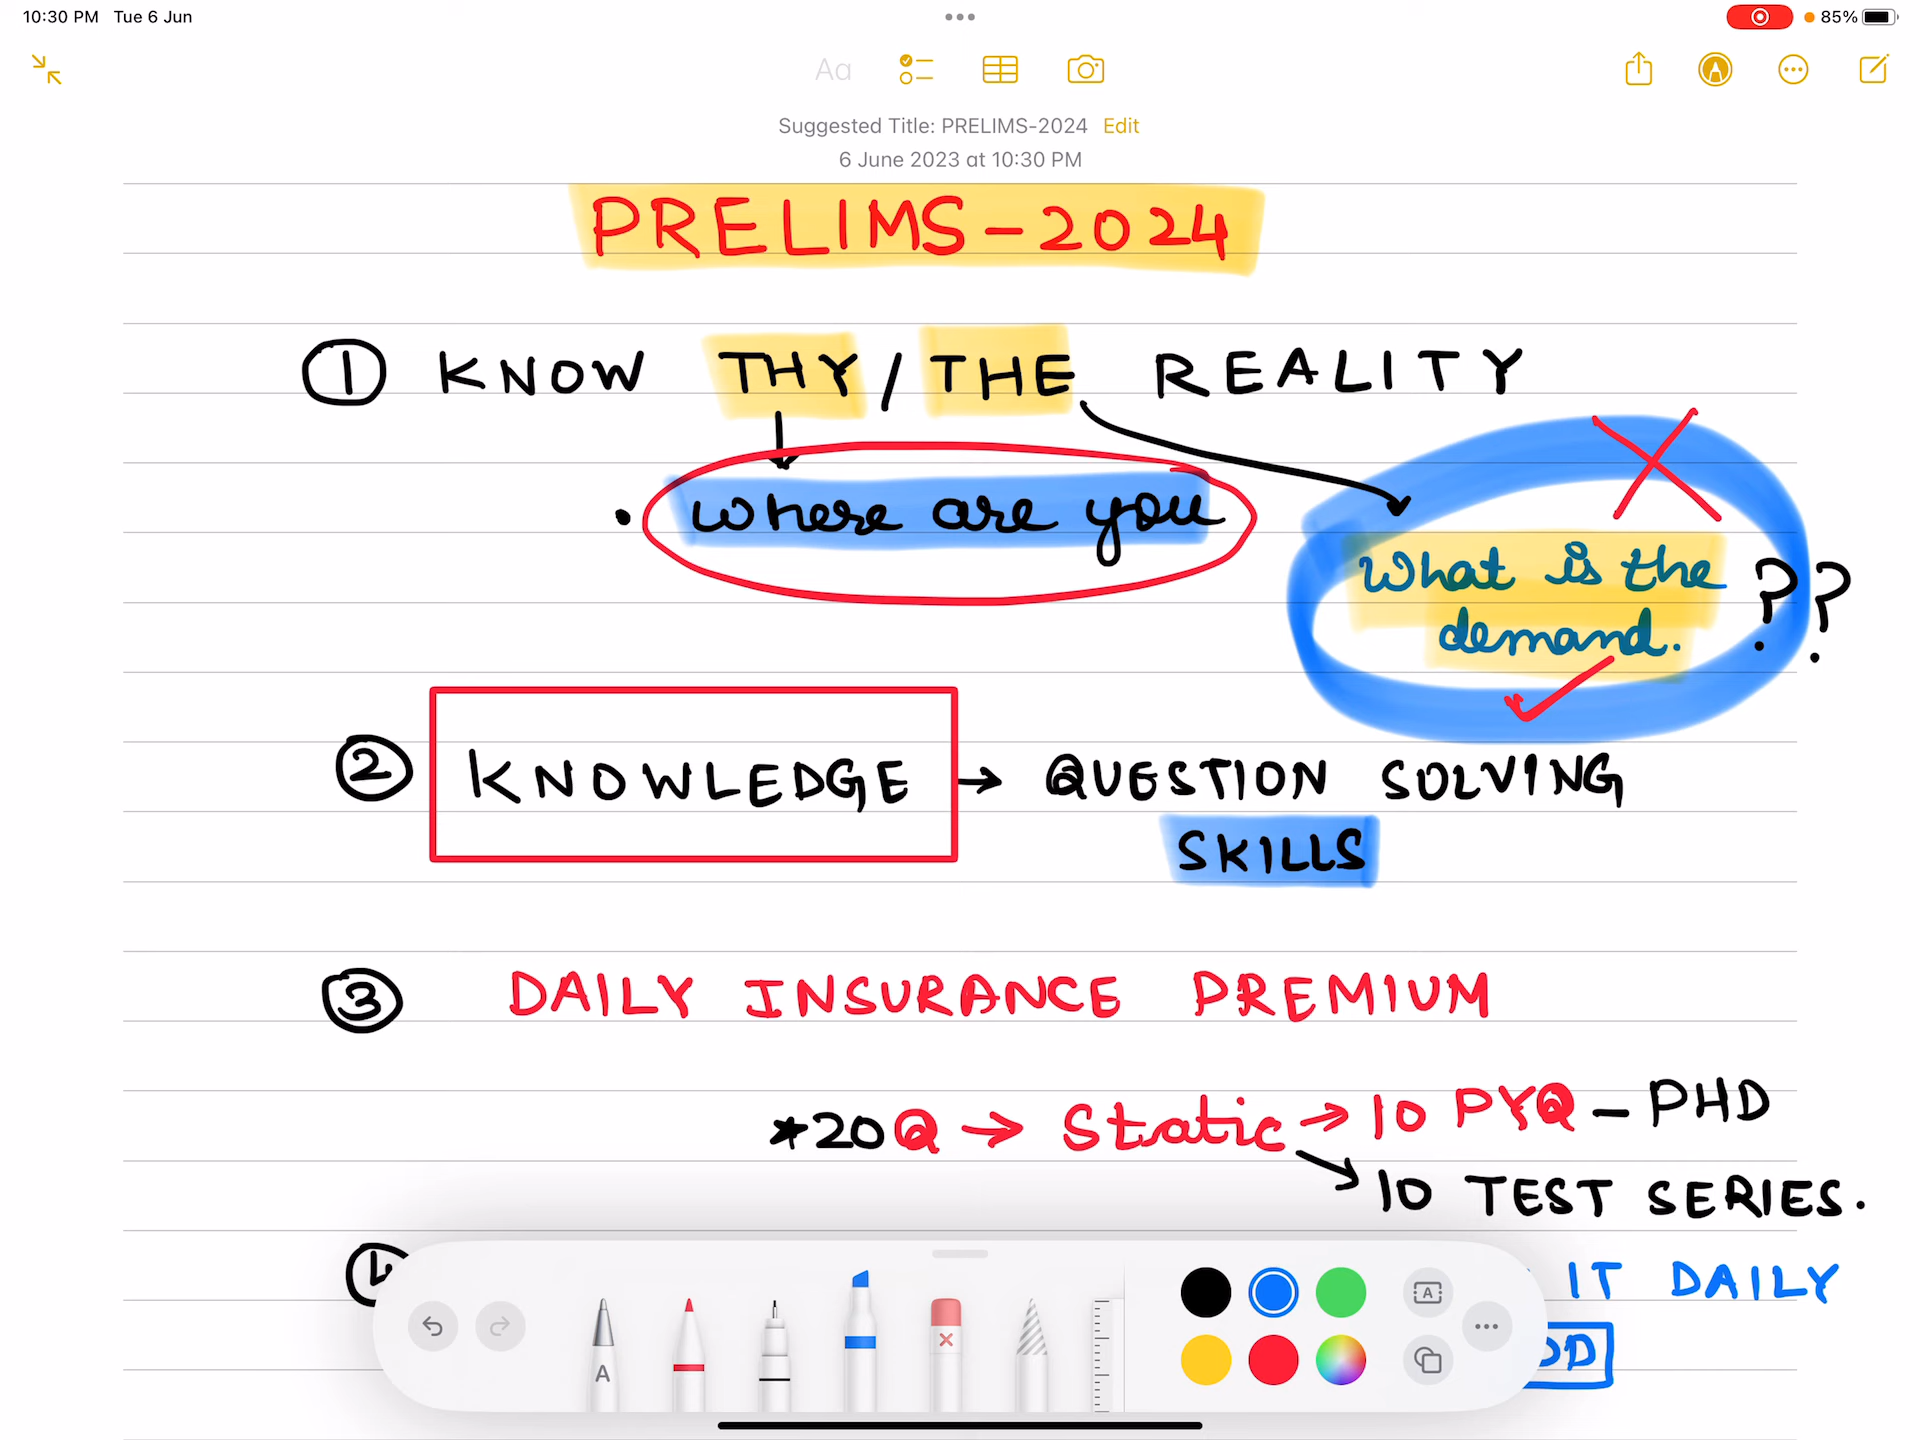 10:30 PM Tue 6 Jun
85%
Aa
Suggested Title: PRELIMS-2024 Edit
6 June 2023 at 10:30 PM
PRELIMS-2024
① KNOW THY / THE REALITY
• where are you
What is the ??
demand.
② KNOWLEDGE → QUESTION SOLVING
SKILLS
③ DAILY INSURANCE PREMIUM
*20Q → Static → 10 PYQ - PHD
→ 10 TEST SERIES.
④ IT DAILY
A
A